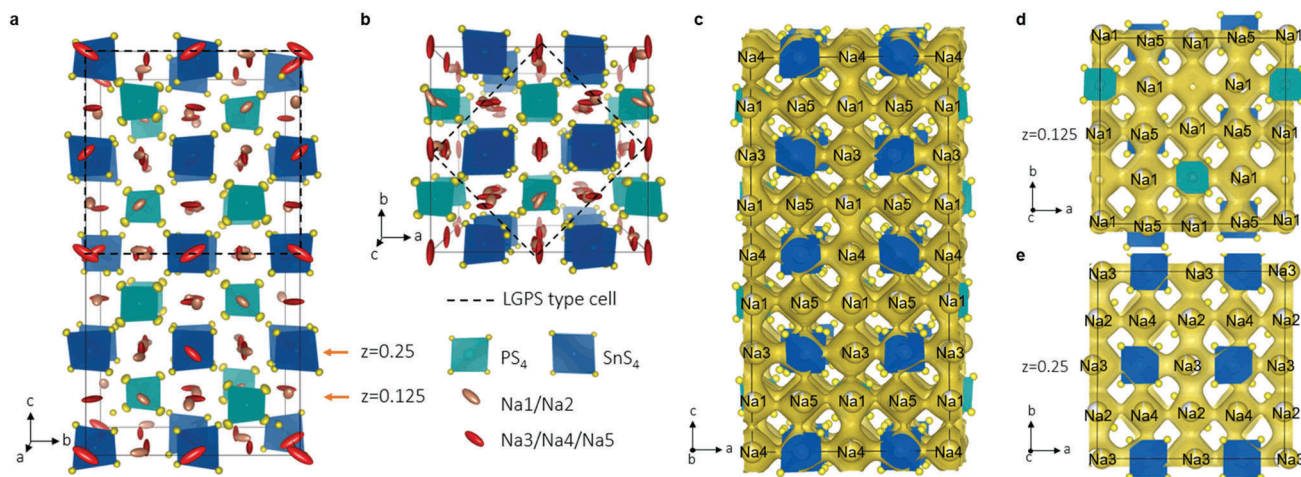 a
c
b
a
z=0.25
z=0.125
b
b
a
c
LGPS type cell
PS4
SnS4
Na1/Na2
Na3/Na4/Na5
c
Na4 Na4 Na4
Na1 Na5 Na1 Na5 Na1
Na3 Na3 Na3
Na1 Na5 Na1 Na5 Na1
Na4 Na4 Na4
Na1 Na5 Na1 Na5 Na1
Na3 Na3 Na3
Na1 Na5 Na1 Na5 Na1
Na4 Na4 Na4
c
b
a
d
Na1 Na5 Na1 Na5 Na1
Na1 Na1
z=0.125
Na1 Na5 Na1 Na5 Na1
Na1 Na1
Na1 Na5 Na1 Na5 Na1
b
c
a
e
Na3 Na3 Na3
Na2 Na4 Na2 Na4 Na2
z=0.25
Na3 Na3 Na3
Na2 Na4 Na2 Na4 Na2
Na3 Na3 Na3
b
c
a